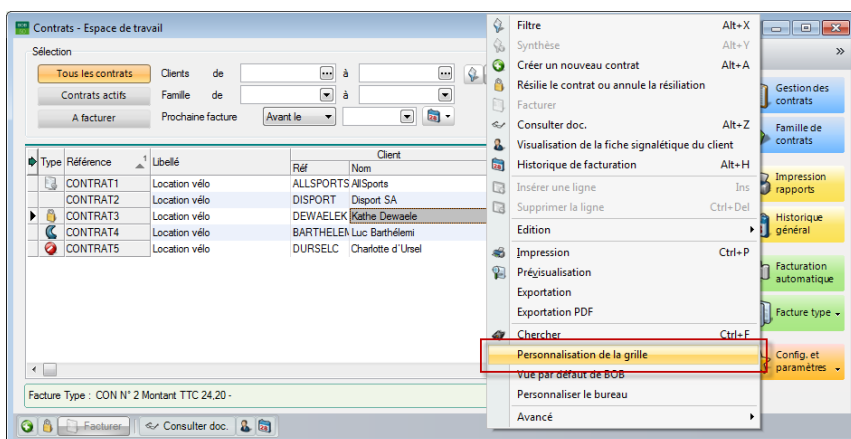 Contrats - Espace de travail
Sélection
Tous les contrats
Clients de à
Contrats actifs
Famille de à
A facturer
Prochaine facture Avant le
Type Référence 1 Libellé Client
Réf Nom
CONTRAT1 Location vélo ALLSPORTS AllSports
CONTRAT2 Location vélo DISPORT Disport SA
CONTRAT3 Location vélo DEWAELEK Kathe Dewaele
CONTRAT4 Location vélo BARTHELEM Luc Barthélemi
CONTRAT5 Location vélo DURSELC Charlotte d'Ursel
Facture Type : CON N° 2 Montant TTC 24,20 -
Facturer Consulter doc.
Filtre Alt+X
Synthèse Alt+Y
Créer un nouveau contrat Alt+A
Résilie le contrat ou annule la résiliation
Facturer
Consulter doc. Alt+Z
Visualisation de la fiche signalétique du client
Historique de facturation Alt+H
Insérer une ligne Ins
Supprimer la ligne Ctrl+Del
Edition
Impression Ctrl+P
Prévisualisation
Exportation
Exportation PDF
Chercher Ctrl+F
Personnalisation de la grille
Vue par défaut de BOB
Personnaliser le bureau
Avancé
»
Gestion des
contrats
Famille de
contrats
Impression
rapports
Historique
général
Facturation
automatique
Facture type
Config. et
paramètres